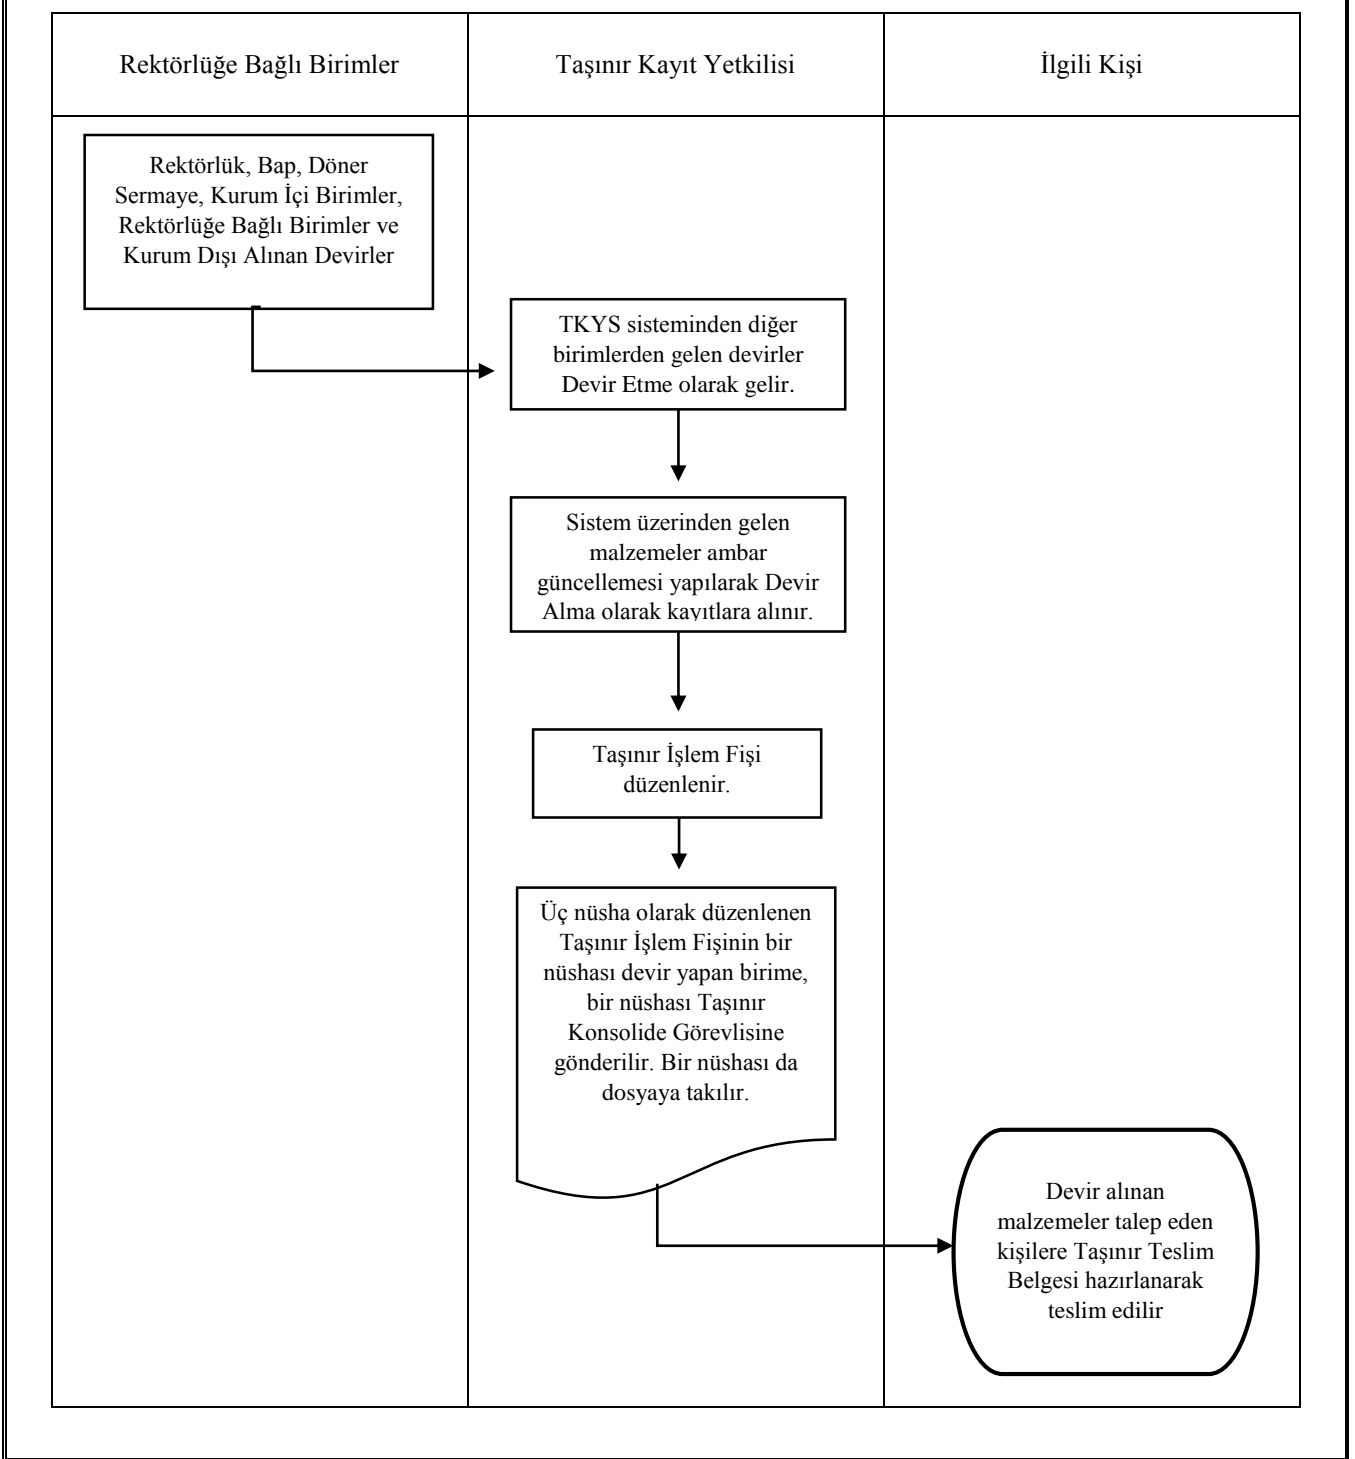 Rektörlüğe Bağlı Birimler
Taşınır Kayıt Yetkilisi
İlgili Kişi
Rektörlük, Bap, Döner
Sermaye, Kurum İçi Birimler,
Rektörlüğe Bağlı Birimler ve
Kurum Dışı Alınan Devirler
TKYS sisteminden diğer
birimlerden gelen devirler
Devir Etme olarak gelir.
Sistem üzerinden gelen
malzemeler ambar
güncellemesi yapılarak Devir
Alma olarak kayıtlara alınır.
Taşınır İşlem Fişi
düzenlenir.
Üç nüsha olarak düzenlenen
Taşınır İşlem Fişinin bir
nüshası devir yapan birime,
bir nüshası Taşınır
Konsolide Görevlisine
gönderilir. Bir nüshası da
dosyaya takılır.
Devir alınan
malzemeler talep eden
kişilere Taşınır Teslim
Belgesi hazırlanarak
teslim edilir